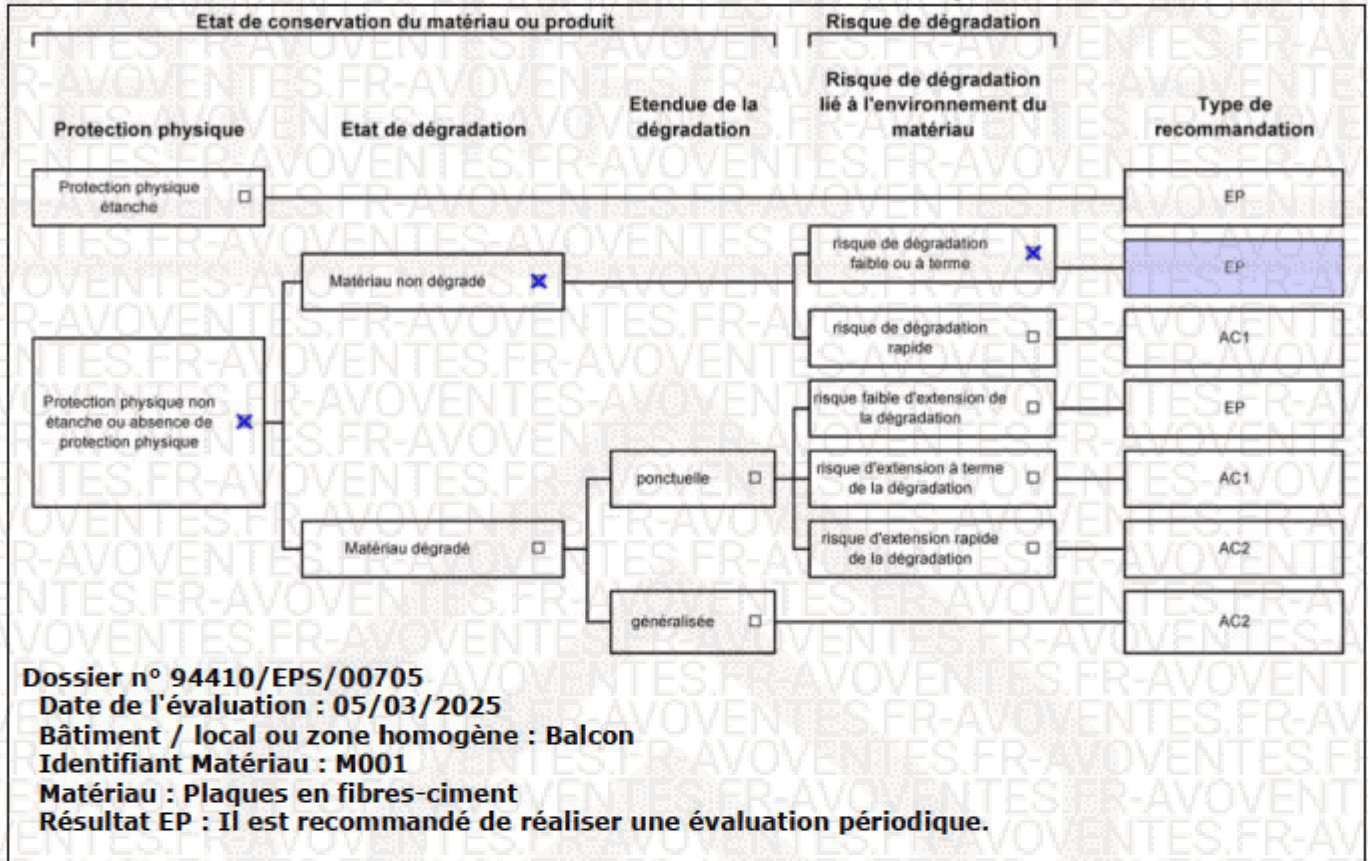 Etat de conservation du matériau ou produit
Risque de dégradation
Protection physique
Etat de dégradation
Etendue de la
dégradation
Risque de dégradation
lié à l'environnement du
matériau
Type de
recommandation
Protection physique
étanche
EP
risque de dégradation
faible ou à terme
EP
Matériau non dégradé
risque de dégradation
rapide
AC1
Protection physique non
étanche ou absence de
protection physique
risque faible d'extension de
la dégradation
EP
ponctuelle
risque d'extension à terme
de la dégradation
AC1
Matériau dégradé
risque d'extension rapide
de la dégradation
AC2
généralisée
AC2
Dossier n° 94410/EPS/00705
Date de l'évaluation : 05/03/2025
Bâtiment / local ou zone homogène : Balcon
Identifiant Matériau : M001
Matériau : Plaques en fibres-ciment
Résultat EP : Il est recommandé de réaliser une évaluation périodique.